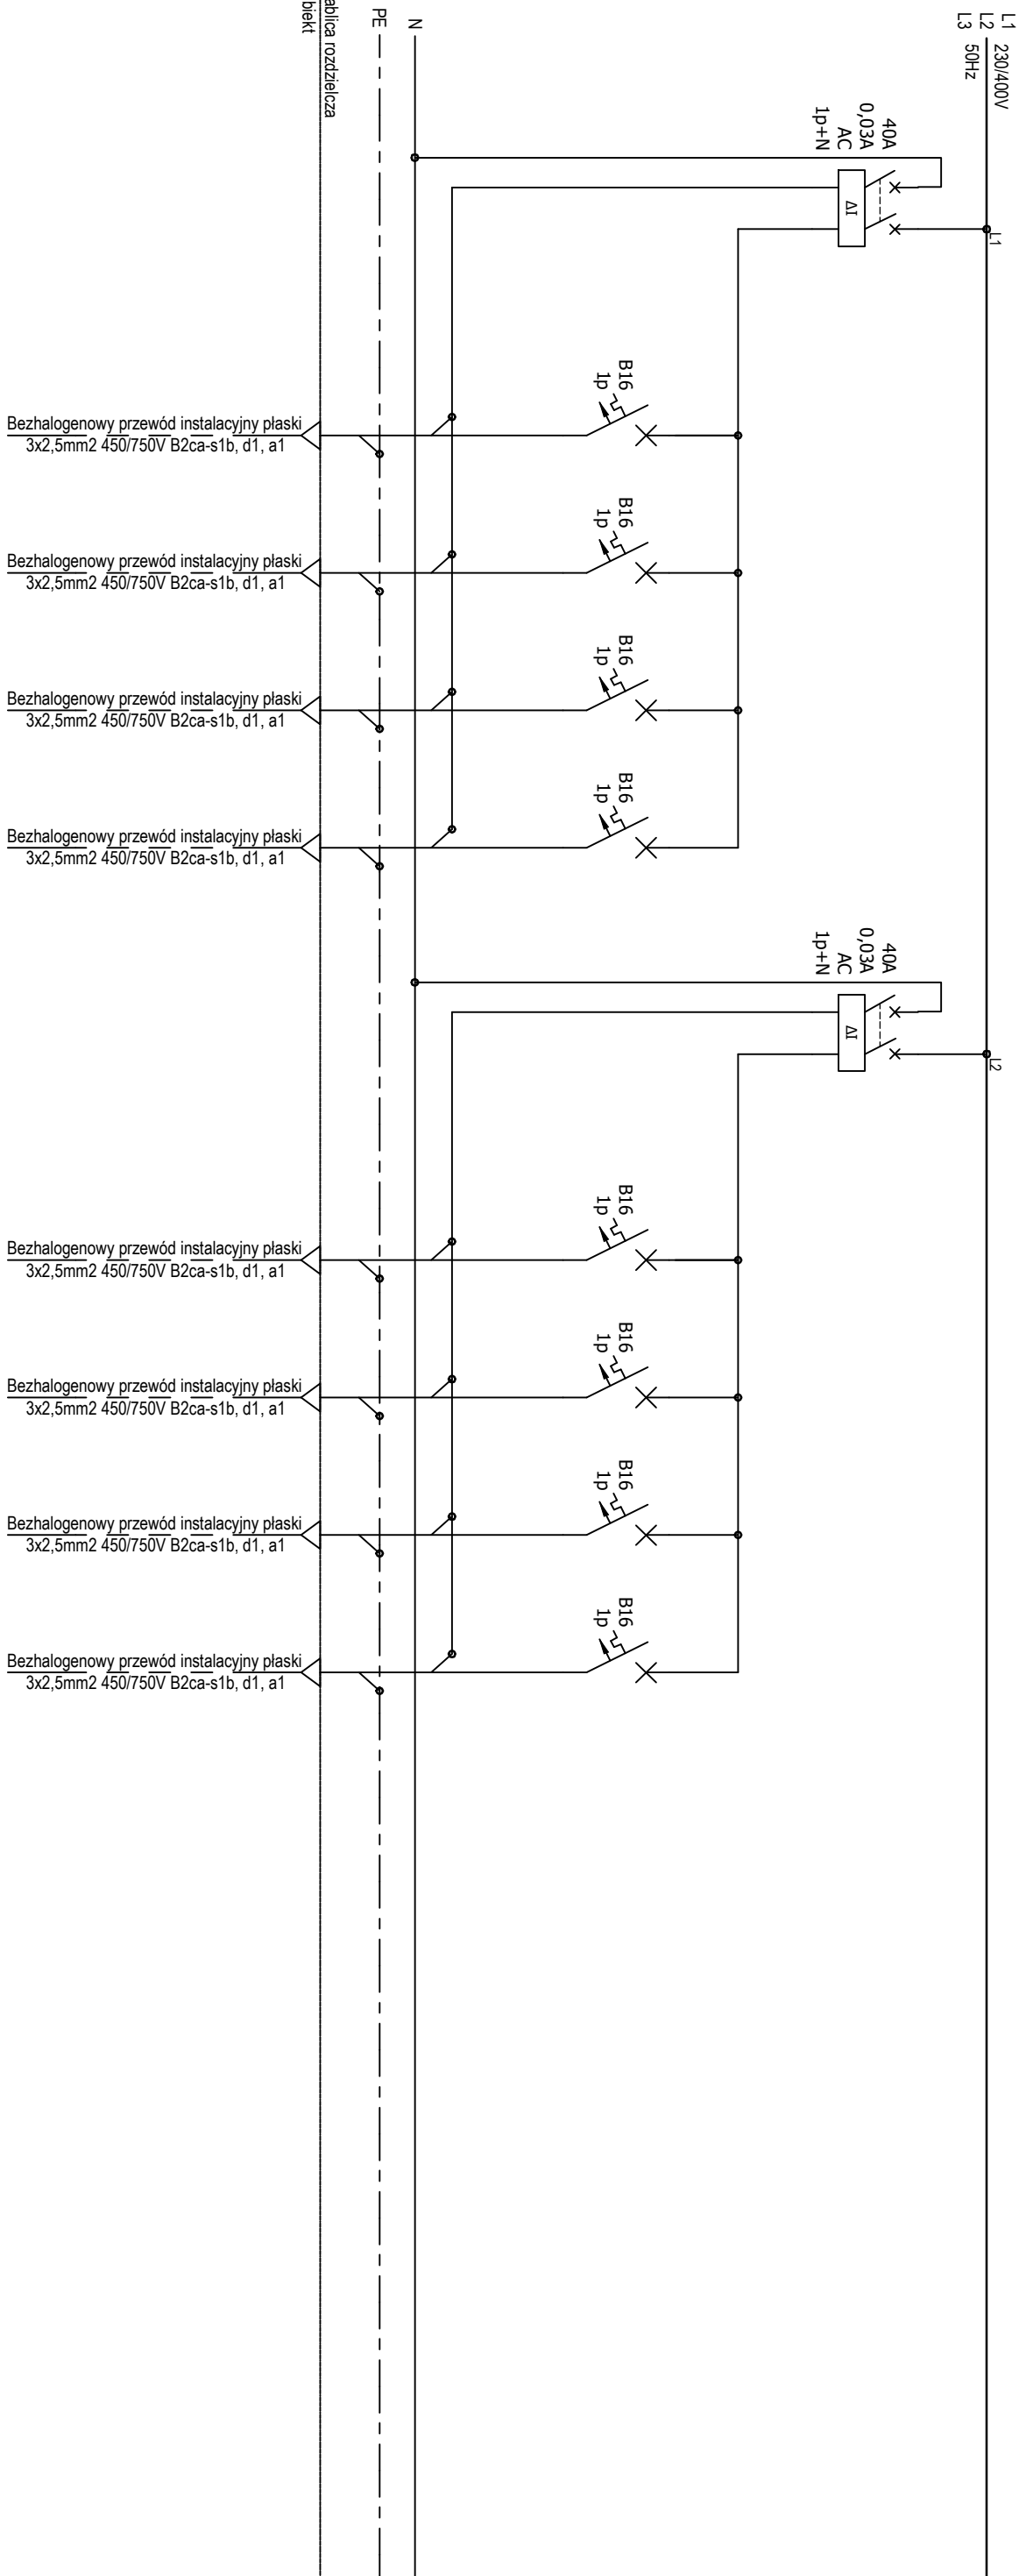 L1
L2
L3
230/400V
50Hz
N
PE
ablica rozdzielcza
biekt
40A
0,03A
AC
1p+N
ΔI
L1
B16
1p
Bezhalogenowy przewód instalacyjny płaski
3x2,5mm2 450/750V B2ca-s1b, d1, a1
B16
1p
Bezhalogenowy przewód instalacyjny płaski
3x2,5mm2 450/750V B2ca-s1b, d1, a1
B16
1p
Bezhalogenowy przewód instalacyjny płaski
3x2,5mm2 450/750V B2ca-s1b, d1, a1
B16
1p
Bezhalogenowy przewód instalacyjny płaski
3x2,5mm2 450/750V B2ca-s1b, d1, a1
40A
0,03A
AC
1p+N
ΔI
L2
B16
1p
Bezhalogenowy przewód instalacyjny płaski
3x2,5mm2 450/750V B2ca-s1b, d1, a1
B16
1p
Bezhalogenowy przewód instalacyjny płaski
3x2,5mm2 450/750V B2ca-s1b, d1, a1
B16
1p
Bezhalogenowy przewód instalacyjny płaski
3x2,5mm2 450/750V B2ca-s1b, d1, a1
B16
1p
Bezhalogenowy przewód instalacyjny płaski
3x2,5mm2 450/750V B2ca-s1b, d1, a1